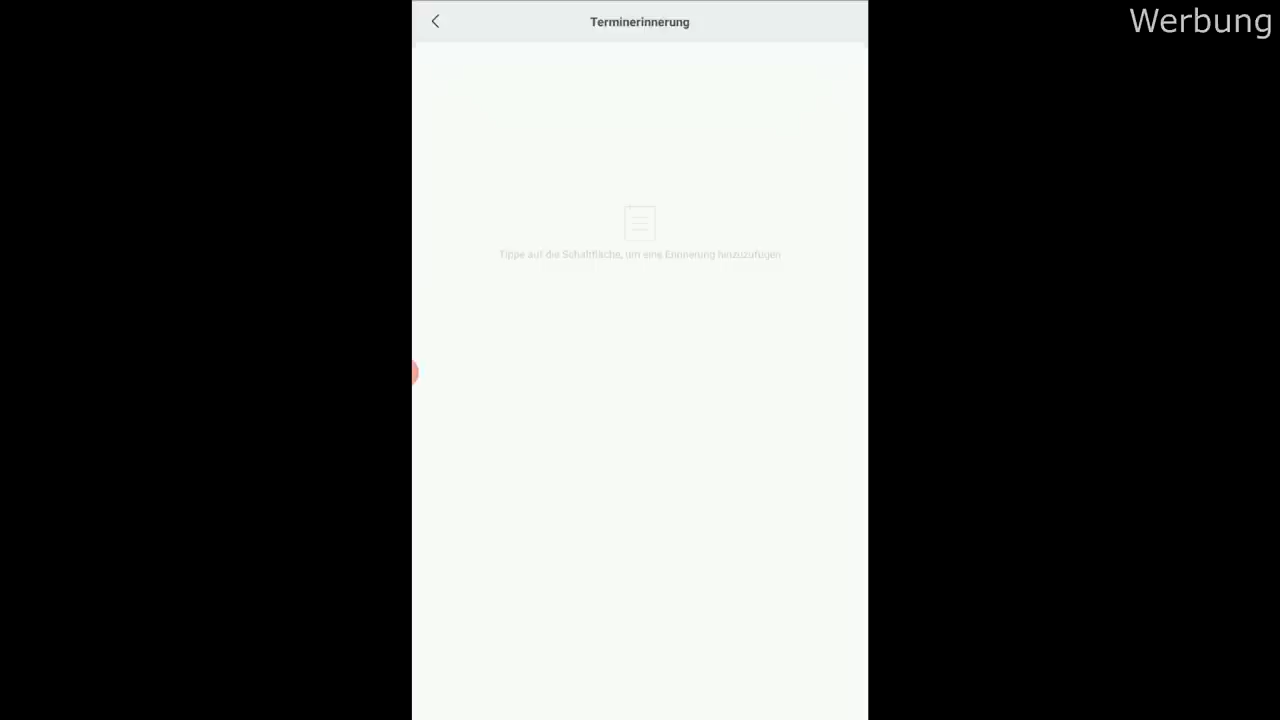 Terminerinnerung
Werbung
Tippe auf die Schaltfläche, um eine Erinnerung hinzuzufügen